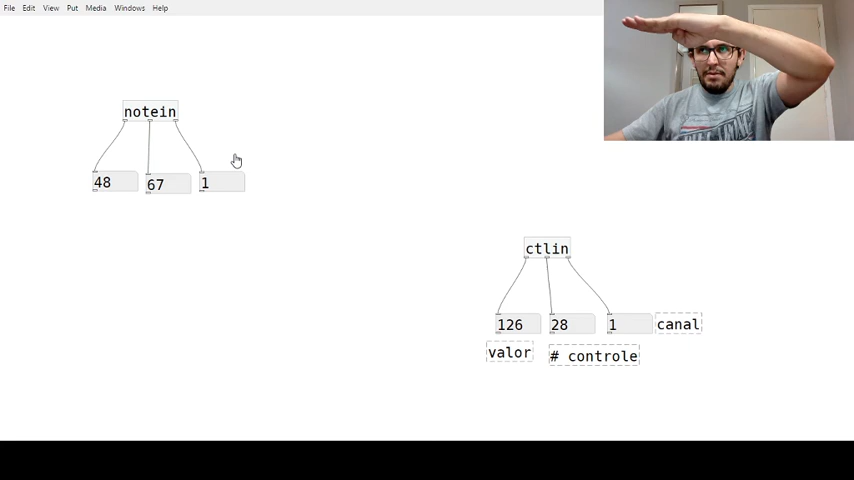 File Edit View Put Media Windows Help
notein
48 67 1
ctlin
126 28 1 canal
valor # controle